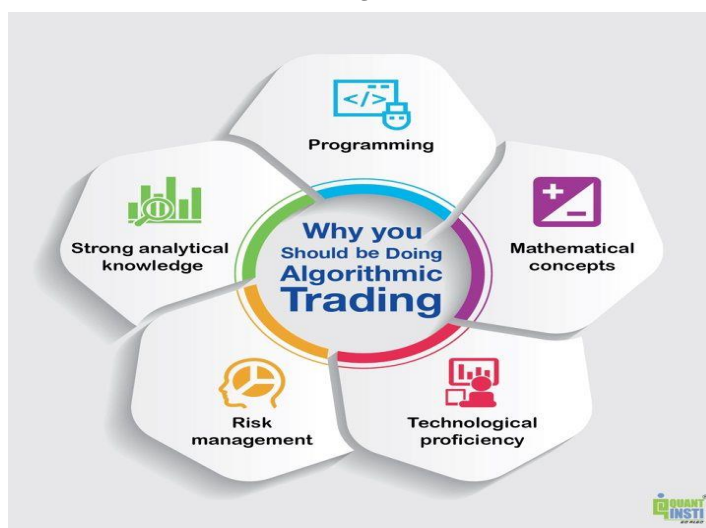 </>
Programming
Strong analytical
knowledge
Why you
Should be Doing
Algorithmic
Trading
Mathematical
concepts
Risk
management
Technological
proficiency
QUANT
INSTI